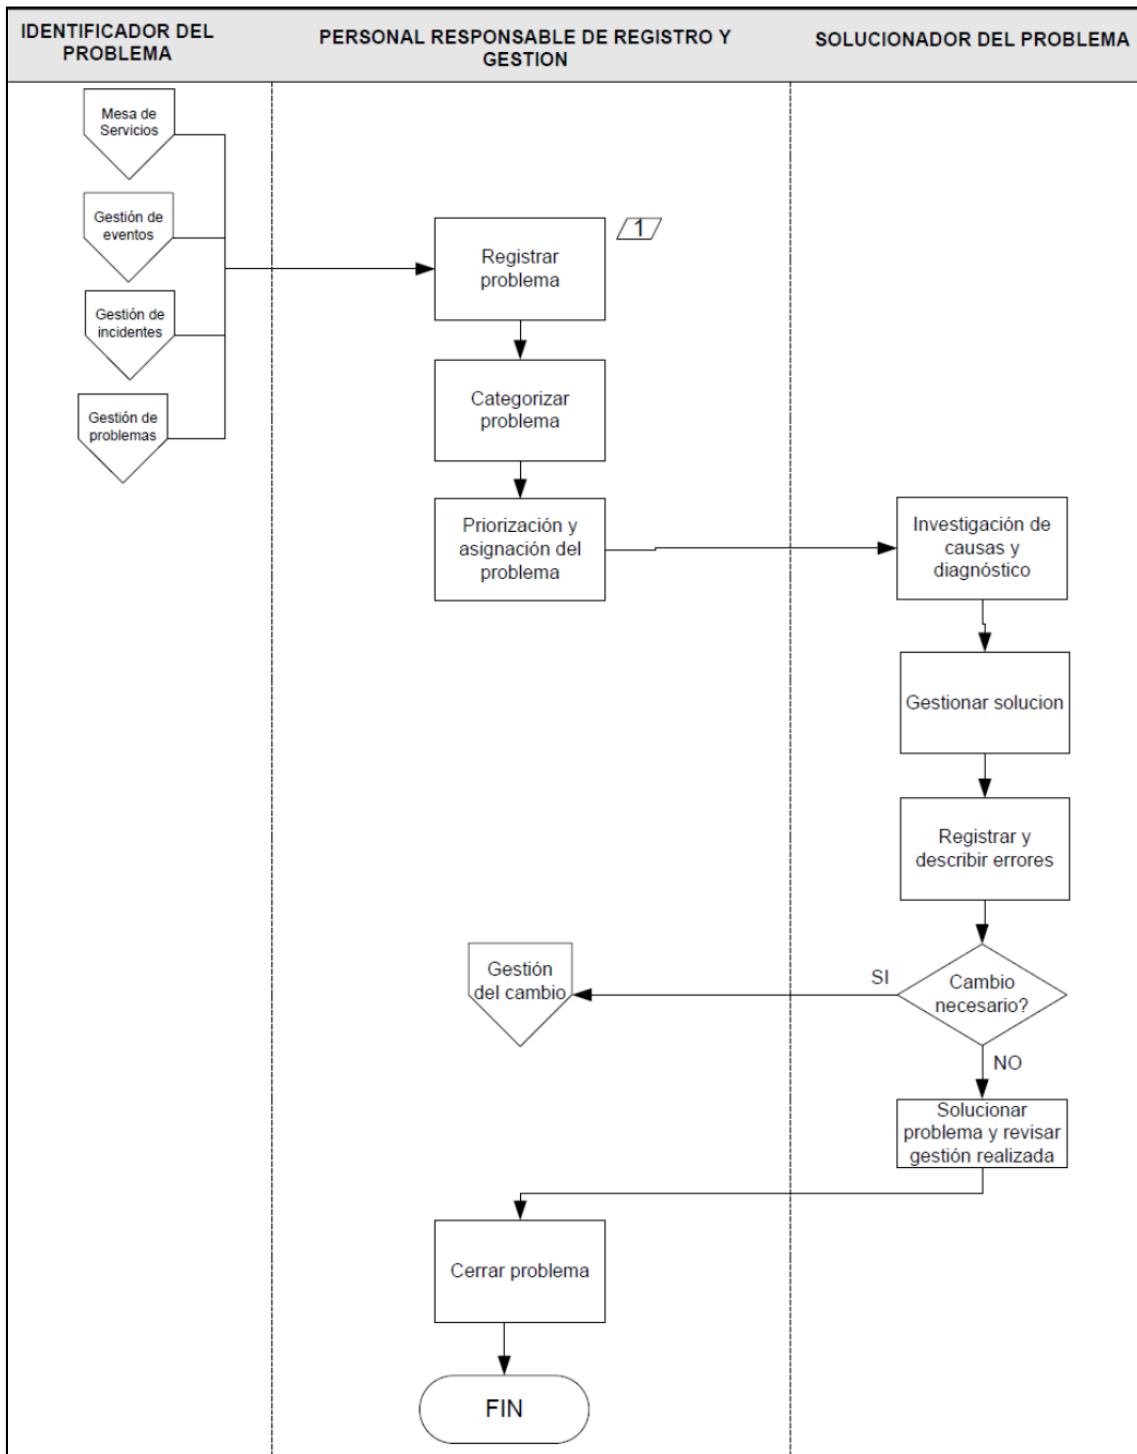 IDENTIFICADOR DEL
PROBLEMA
PERSONAL RESPONSABLE DE REGISTRO Y
GESTION
SOLUCIONADOR DEL PROBLEMA
Mesa de
Servicios
Gestión de
eventos
Gestión de
incidentes
Gestión de
problemas
1
Registrar
problema
Categorizar
problema
Priorización y
asignación del
problema
Investigación de
causas y
diagnóstico
Gestionar solucion
Registrar y
describir errores
Cambio
necesario?
SI
Gestión
del cambio
NO
Solucionar
problema y revisar
gestión realizada
Cerrar problema
FIN